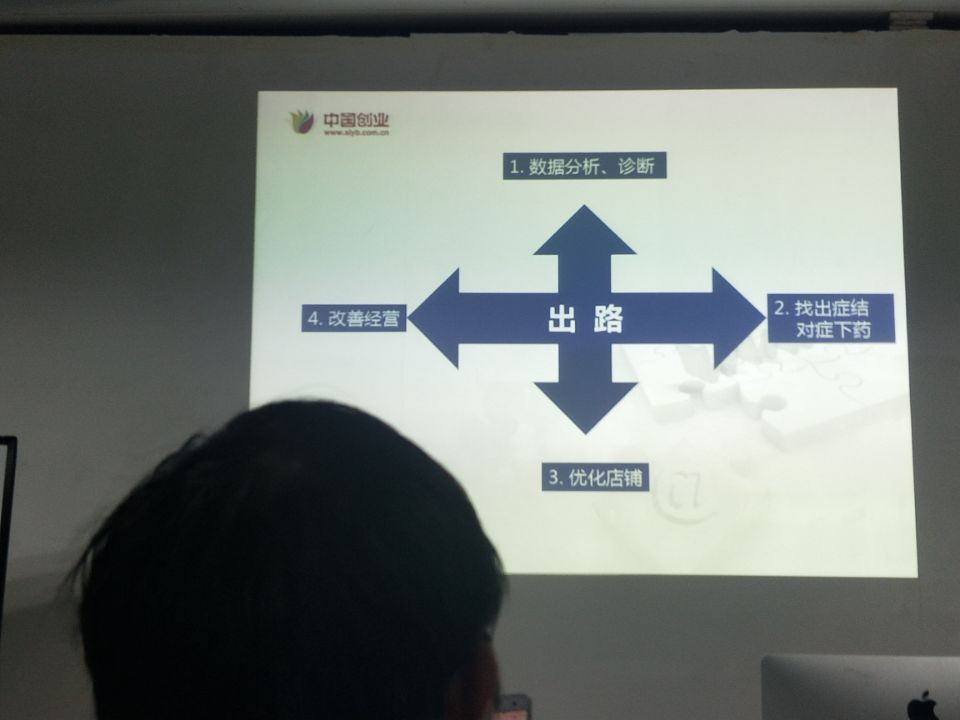 中国创业
www.siyb.com.cn
1. 数据分析、诊断
4. 改善经营
出路
2. 找出症结
对症下药
3. 优化店铺